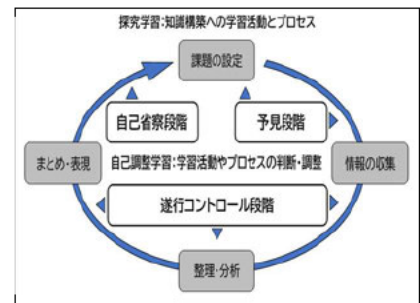 探究学習:知識構築への学習活動とプロセス
課題の設定
自己省察段階
予見段階
まとめ・表現
自己調整学習:学習活動やプロセスの判断・調整
情報の収集
遂行コントロール段階
整理・分析